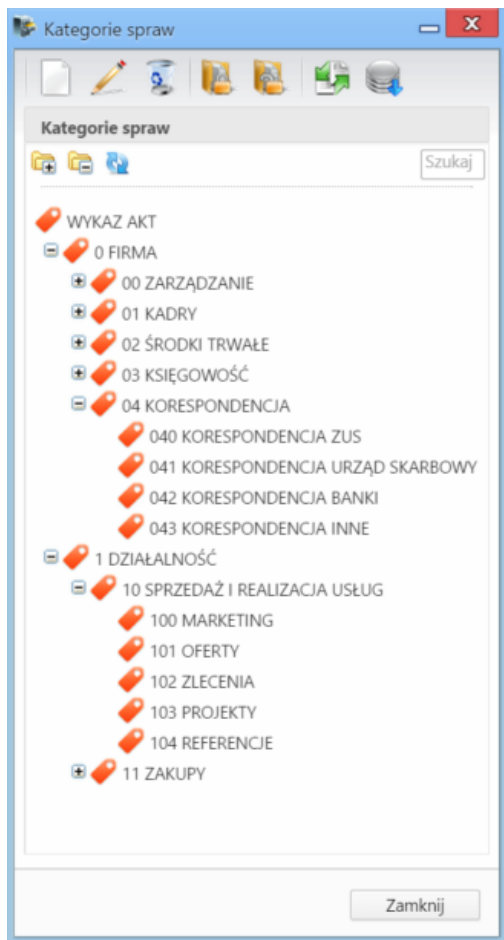 Kategorie spraw
Kategorie spraw
Szukaj
WYKAZ AKT
0 FIRMA
00 ZARZĄDZANIE
01 KADRY
02 ŚRODKI TRWAŁE
03 KSIĘGOWOŚĆ
04 KORESPONDENCJA
040 KORESPONDENCJA ZUS
041 KORESPONDENCJA URZĄD SKARBOWY
042 KORESPONDENCJA BANKI
043 KORESPONDENCJA INNE
1 DZIAŁALNOŚĆ
10 SPRZEDAŻ I REALIZACJA USŁUG
100 MARKETING
101 OFERTY
102 ZLECENIA
103 PROJEKTY
104 REFERENCJE
11 ZAKUPY
Zamknij